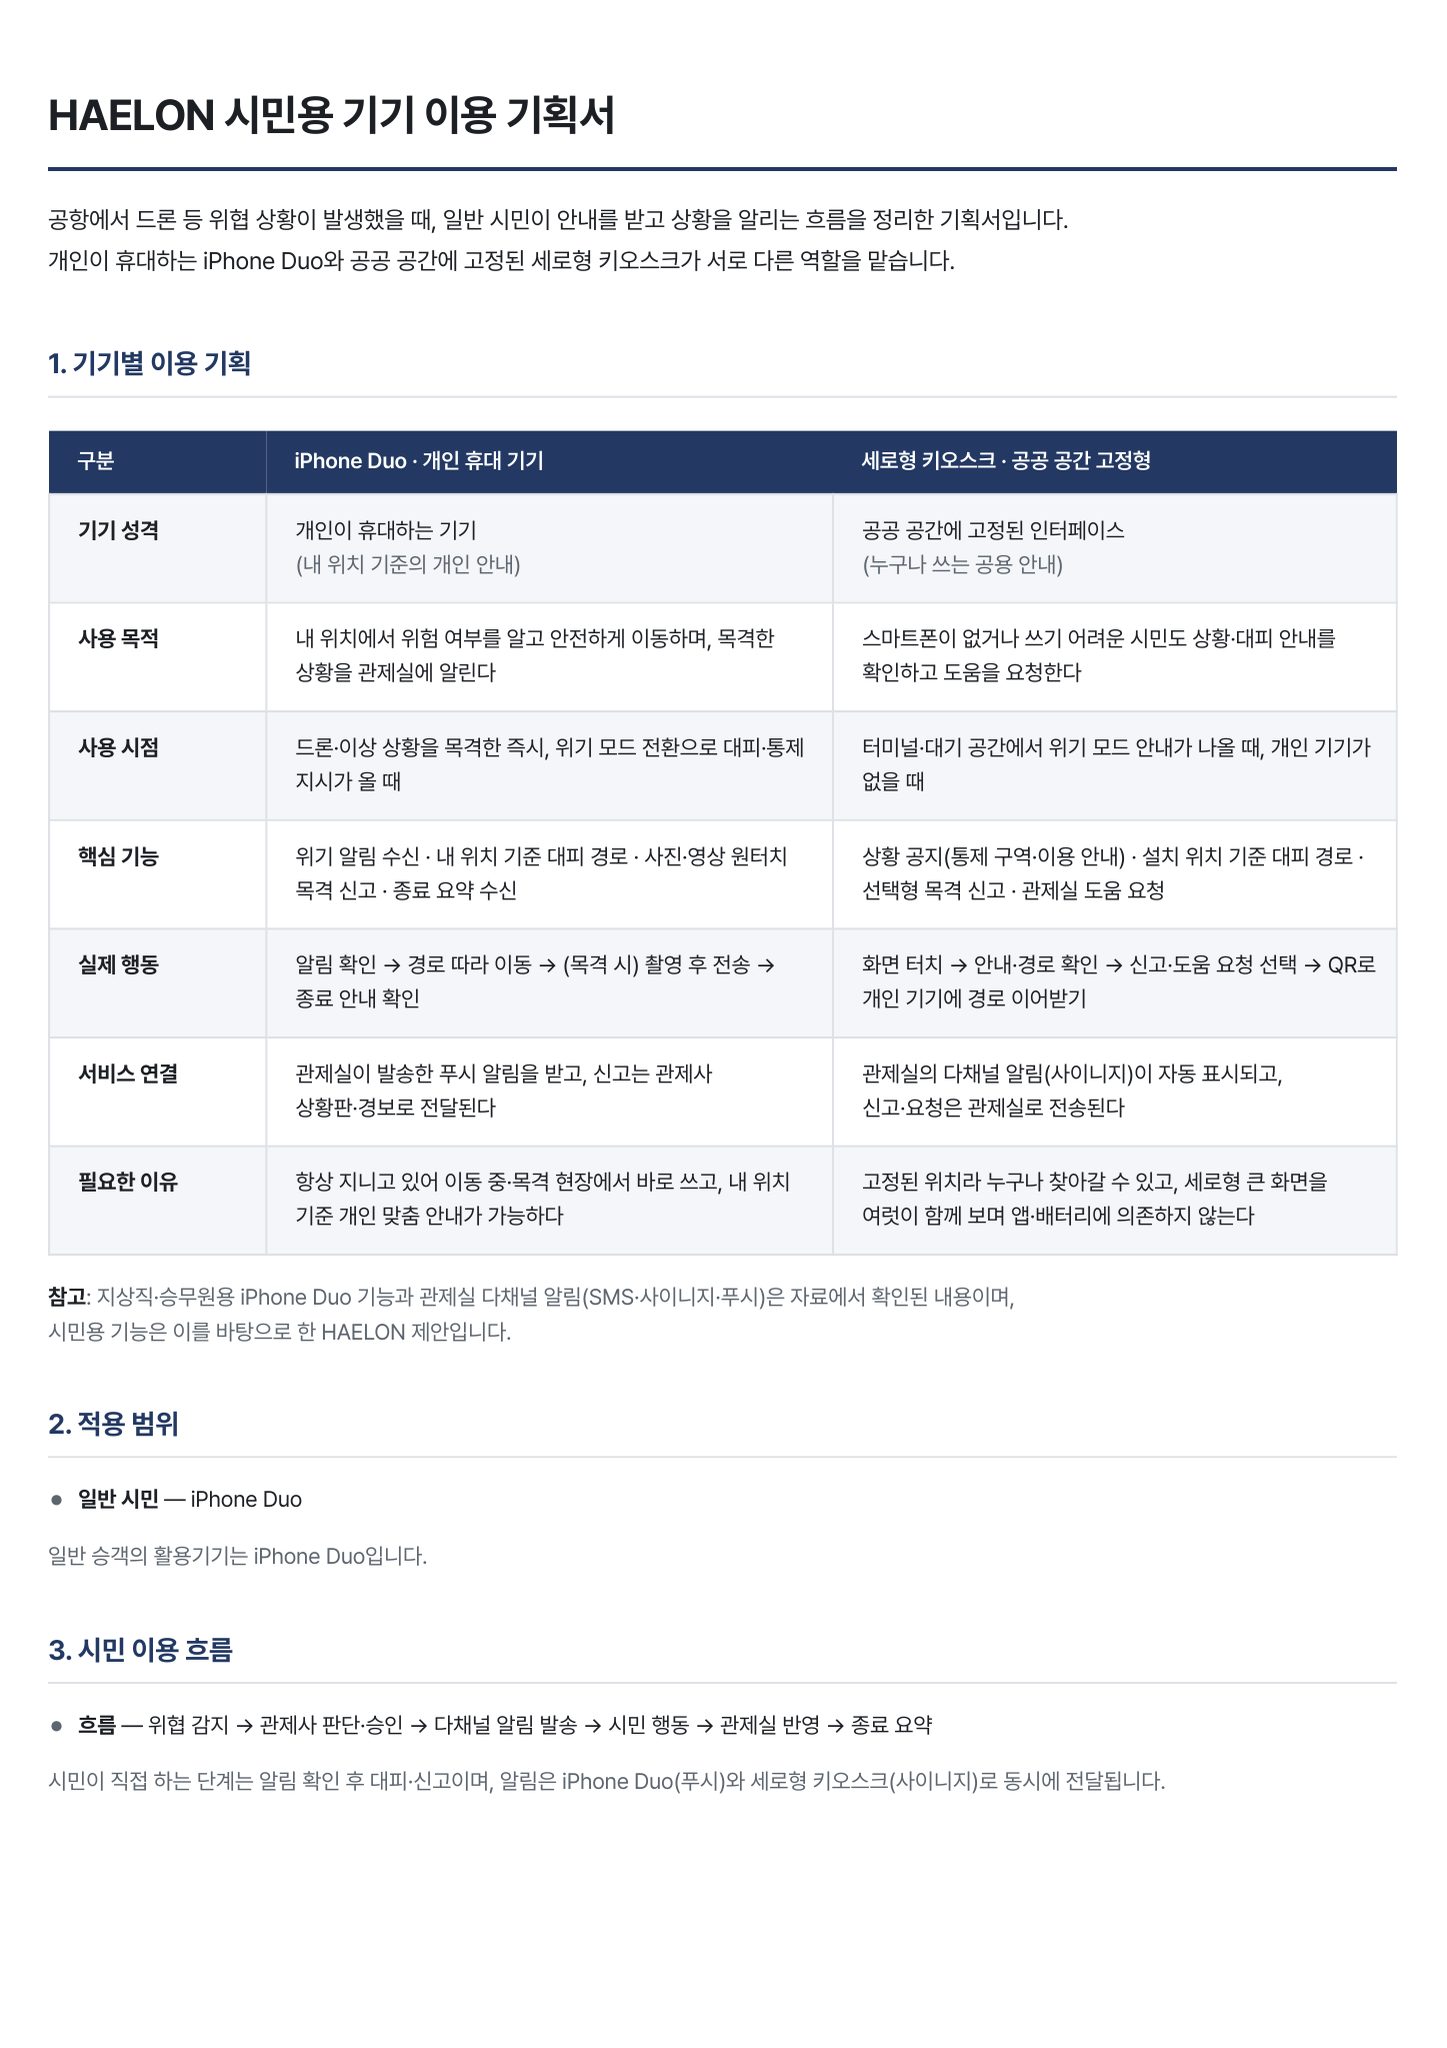 HAELON 시민용 기기 이용 기획서
공항에서 드론 등 위협 상황이 발생했을 때, 일반 시민이 안내를 받고 상황을 알리는 흐름을 정리한 기획서입니다.
개인이 휴대하는 iPhone Duo와 공공 공간에 고정된 세로형 키오스크가 서로 다른 역할을 맡습니다.
1. 기기별 이용 기획
구분
iPhone Duo · 개인 휴대 기기
세로형 키오스크 · 공공 공간 고정형
기기 성격
개인이 휴대하는 기기
(내 위치 기준의 개인 안내)
공공 공간에 고정된 인터페이스
(누구나 쓰는 공용 안내)
사용 목적
내 위치에서 위험 여부를 알고 안전하게 이동하며, 목격한
상황을 관제실에 알린다
스마트폰이 없거나 쓰기 어려운 시민도 상황·대피 안내를
확인하고 도움을 요청한다
사용 시점
드론·이상 상황을 목격한 즉시, 위기 모드 전환으로 대피·통제
지시가 올 때
터미널·대기 공간에서 위기 모드 안내가 나올 때, 개인 기기가
없을 때
핵심 기능
위기 알림 수신 · 내 위치 기준 대피 경로 · 사진·영상 원터치
목격 신고 · 종료 요약 수신
상황 공지(통제 구역·이용 안내) · 설치 위치 기준 대피 경로 ·
선택형 목격 신고 · 관제실 도움 요청
실제 행동
알림 확인 → 경로 따라 이동 → (목격 시) 촬영 후 전송 →
종료 안내 확인
화면 터치 → 안내·경로 확인 → 신고·도움 요청 선택 → QR로
개인 기기에 경로 이어받기
서비스 연결
관제실이 발송한 푸시 알림을 받고, 신고는 관제사
상황판·경보로 전달된다
관제실의 다채널 알림(사이니지)이 자동 표시되고,
신고·요청은 관제실로 전송된다
필요한 이유
항상 지니고 있어 이동 중·목격 현장에서 바로 쓰고, 내 위치
기준 개인 맞춤 안내가 가능하다
고정된 위치라 누구나 찾아갈 수 있고, 세로형 큰 화면을
여럿이 함께 보며 앱·배터리에 의존하지 않는다
참고: 지상직·승무원용 iPhone Duo 기능과 관제실 다채널 알림(SMS·사이니지·푸시)은 자료에서 확인된 내용이며,
시민용 기능은 이를 바탕으로 한 HAELON 제안입니다.
2. 적용 범위
● 일반 시민 — iPhone Duo
일반 승객의 활용기기는 iPhone Duo입니다.
3. 시민 이용 흐름
● 흐름 — 위협 감지 → 관제사 판단·승인 → 다채널 알림 발송 → 시민 행동 → 관제실 반영 → 종료 요약
시민이 직접 하는 단계는 알림 확인 후 대피·신고이며, 알림은 iPhone Duo(푸시)와 세로형 키오스크(사이니지)로 동시에 전달됩니다.